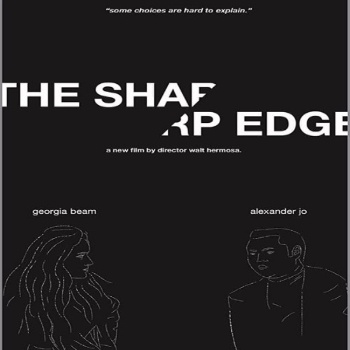 “some choices are hard to explain.”
THE SHAR
RP EDGE
a new film by director walt hermosa.
georgia beam
alexander jo